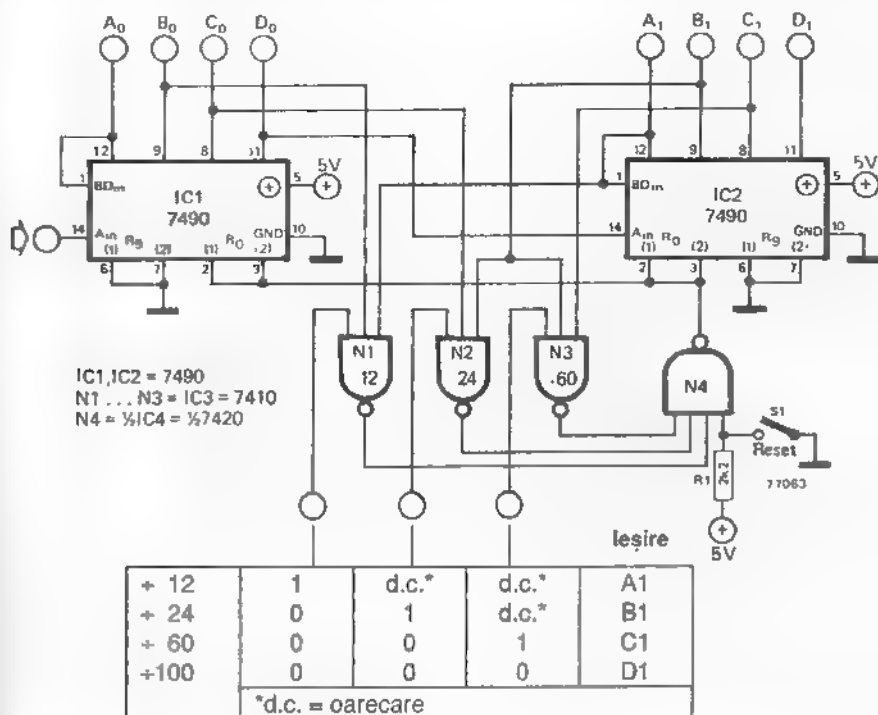 A0 B0 C0 D0 A1 B1 C1 D1
12 9 8 11 12 9 8 11
1 BDin 5 5V 1 BDin 5 5V
IC1 IC2
7490 7490
14 Ain R9 R0 GND 10 14 Ain R0 R9 GND 10
(1) (2) (1) (2) (1) (2) (1) (2)
6 7 2 3 2 3 6 7
N1 N2 N3 N4
12 24 60
IC1,IC2 = 7490
N1 . . . N3 = IC3 = 7410
N4 = ½IC4 = ½7420
S1
Reset
R1 2k2 77063
5V
Ieșire
÷ 12 1 d.c.* d.c.* A1
÷ 24 0 1 d.c.* B1
÷ 60 0 0 1 C1
÷100 0 0 0 D1
*d.c. = oarecare